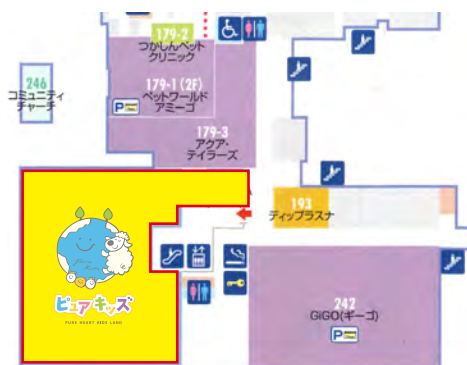 179-2
つかしんペット
クリニック
246
コミュニティ
チャーチ
179-1(2F)
ペットワールド
アミーゴ
P
179-3
アクア・
テイラーズ
193
ティップラスナ
ピュアキッズ
PURE HEART KIDS LAND
242
GiGO(ギーゴ)
P